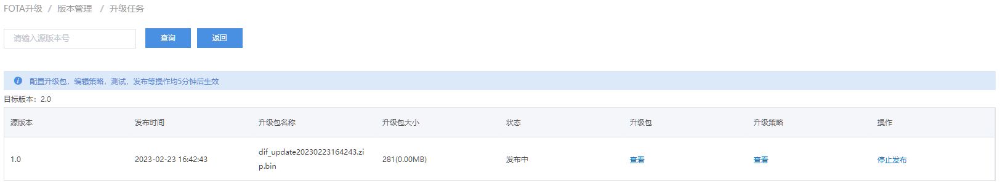 FOTA升级 / 版本管理 / 升级任务
请输入源版本号 查询 返回
配置升级包，编辑策略，测试，发布等操作均5分钟后生效
目标版本：2.0
源版本 发布时间 升级包名称 升级包大小 状态 升级包 升级策略 操作
1.0 2023-02-23 16:42:43 dif_update20230223164243.zi 281(0.00MB) 发布中 查看 查看 停止发布
p.bin